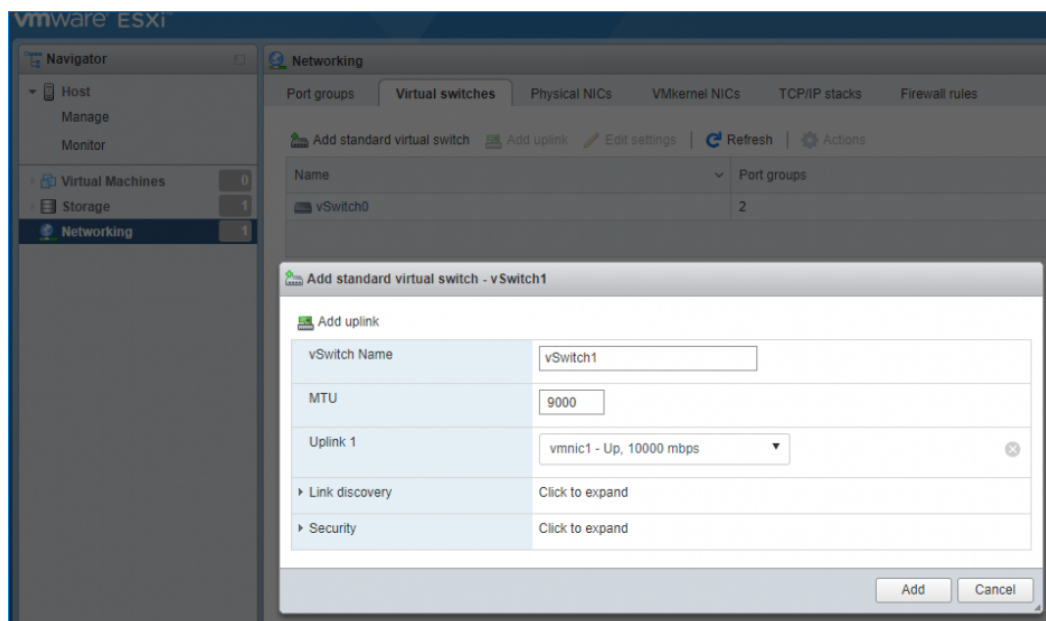 vmware ESXi™
Navigator
Networking
Host
Manage
Monitor
Virtual Machines 0
Storage 1
Networking 1
Port groups Virtual switches Physical NICs VMkernel NICs TCP/IP stacks Firewall rules
Add standard virtual switch Add uplink Edit settings Refresh Actions
Name Port groups
vSwitch0 2
Add standard virtual switch - vSwitch1
Add uplink
vSwitch Name vSwitch1
MTU 9000
Uplink 1 vmnic1 - Up, 10000 mbps
Link discovery Click to expand
Security Click to expand
Add Cancel